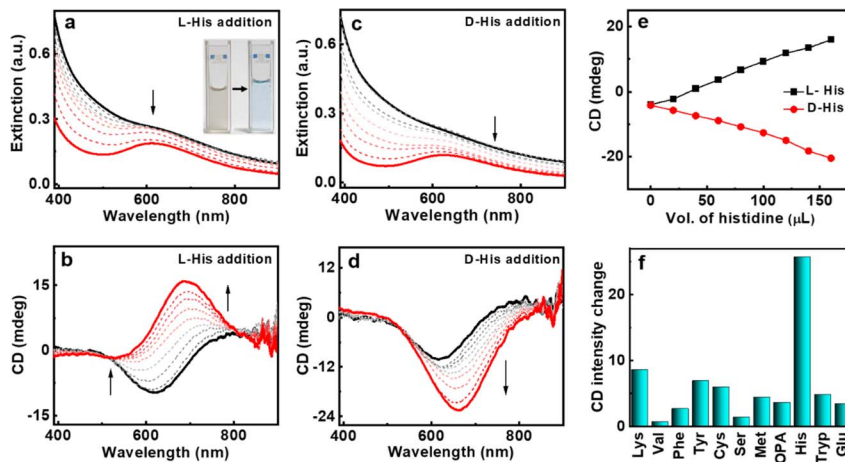 a L-His addition
Extinction (a.u.)
0.6
0.3
0.0
400 600 800
Wavelength (nm)
c D-His addition
Extinction (a.u.)
0.6
0.3
0.0
400 600 800
Wavelength (nm)
e
CD (mdeg)
20
0
-20
L- His
D-His
0 50 100 150
Vol. of histidine (μL)
b L-His addition
CD (mdeg)
15
0
-15
400 600 800
Wavelength (nm)
d D-His addition
CD (mdeg)
12
0
-12
-24
400 600 800
Wavelength (nm)
f
CD intensity change
20
10
0
Lys
Val
Phe
Tyr
Cys
Ser
Met
DOPA
His
Tryp
Glu